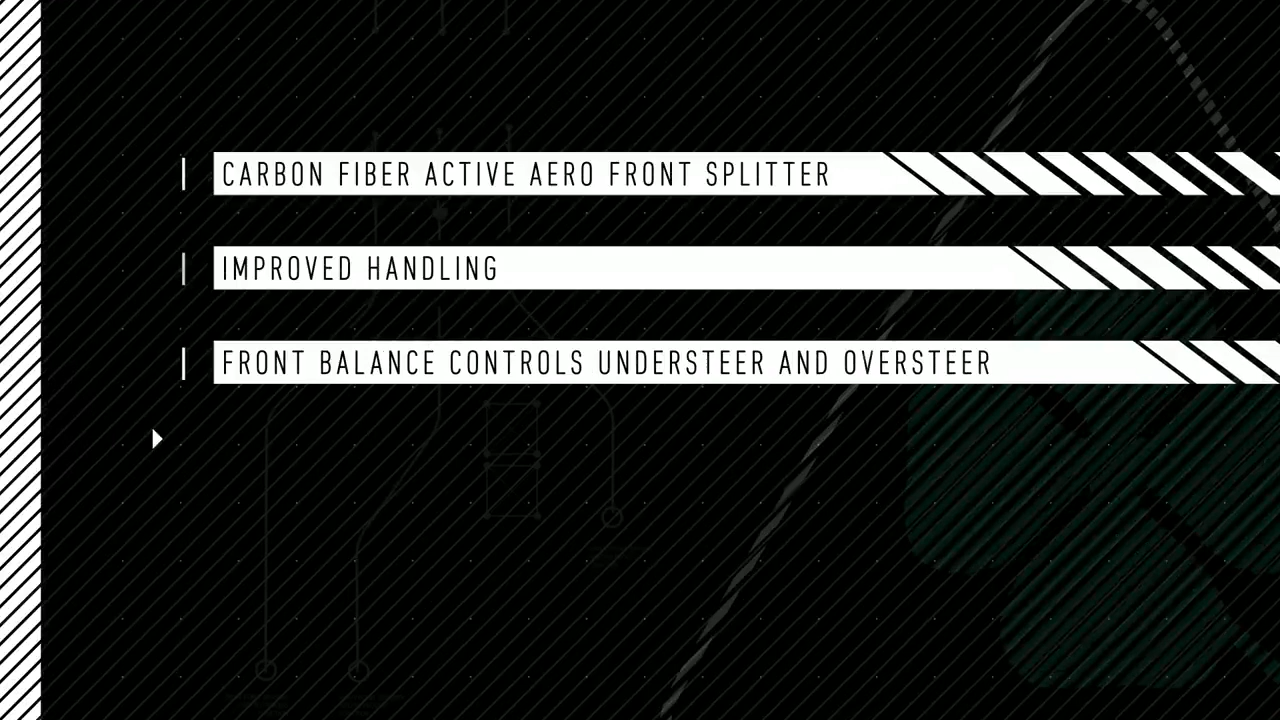 CARBON FIBER ACTIVE AERO FRONT SPLITTER
IMPROVED HANDLING
FRONT BALANCE CONTROLS UNDERSTEER AND OVERSTEER